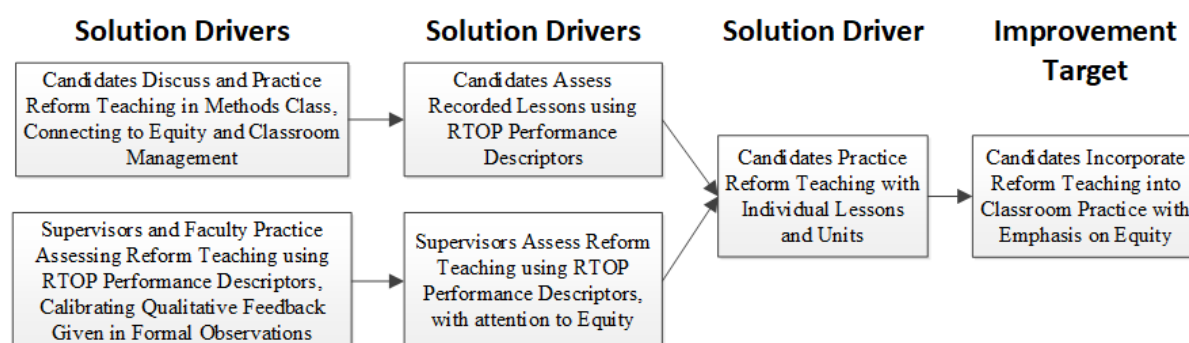 Solution Drivers
Solution Drivers
Solution Driver
Improvement
Target
Candidates Discuss and Practice
Reform Teaching in Methods Class,
Connecting to Equity and Classroom
Management
Candidates Assess
Recorded Lessons using
RTOP Performance
Descriptors
Supervisors and Faculty Practice
Assessing Reform Teaching using
RTOP Performance Descriptors,
Calibrating Qualitative Feedback
Given in Formal Observations
Supervisors Assess Reform
Teaching using RTOP
Performance Descriptors,
with attention to Equity
Candidates Practice
Reform Teaching with
Individual Lessons
and Units
Candidates Incorporate
Reform Teaching into
Classroom Practice with
Emphasis on Equity